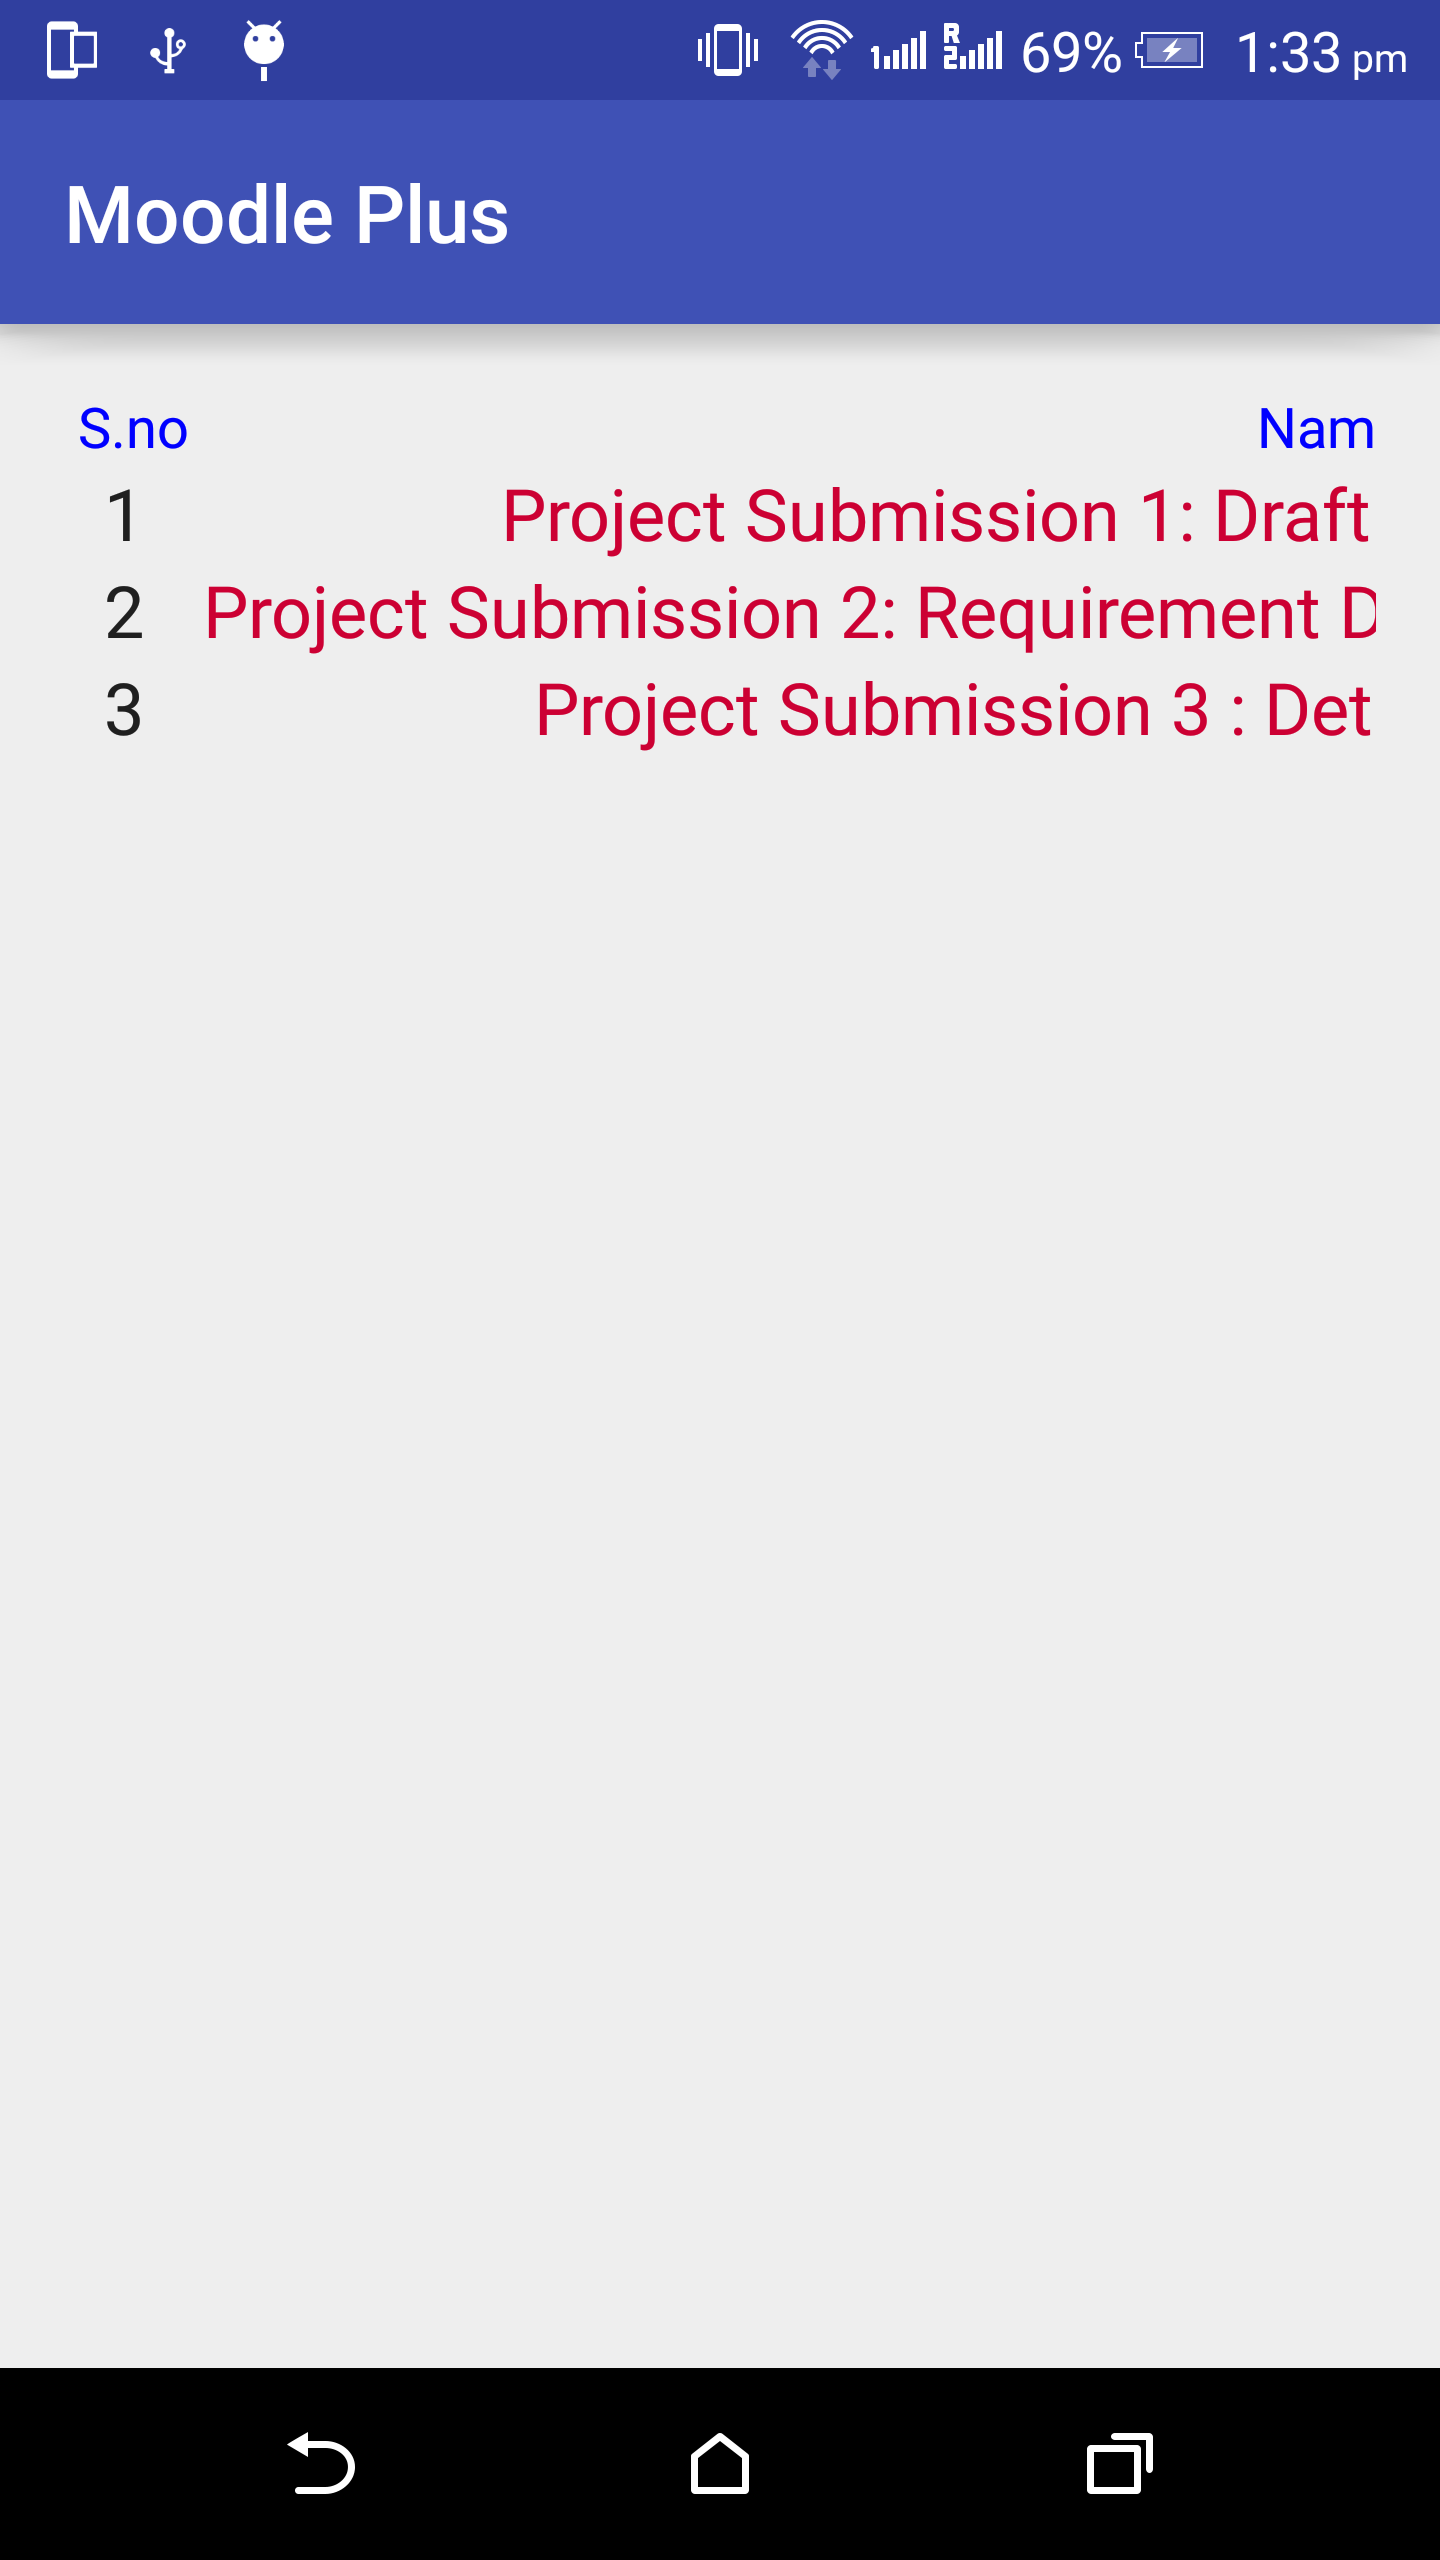 69% 1:33 pm
Moodle Plus
S.no Nam
1 Project Submission 1: Draft
2 Project Submission 2: Requirement D
3 Project Submission 3 : Det